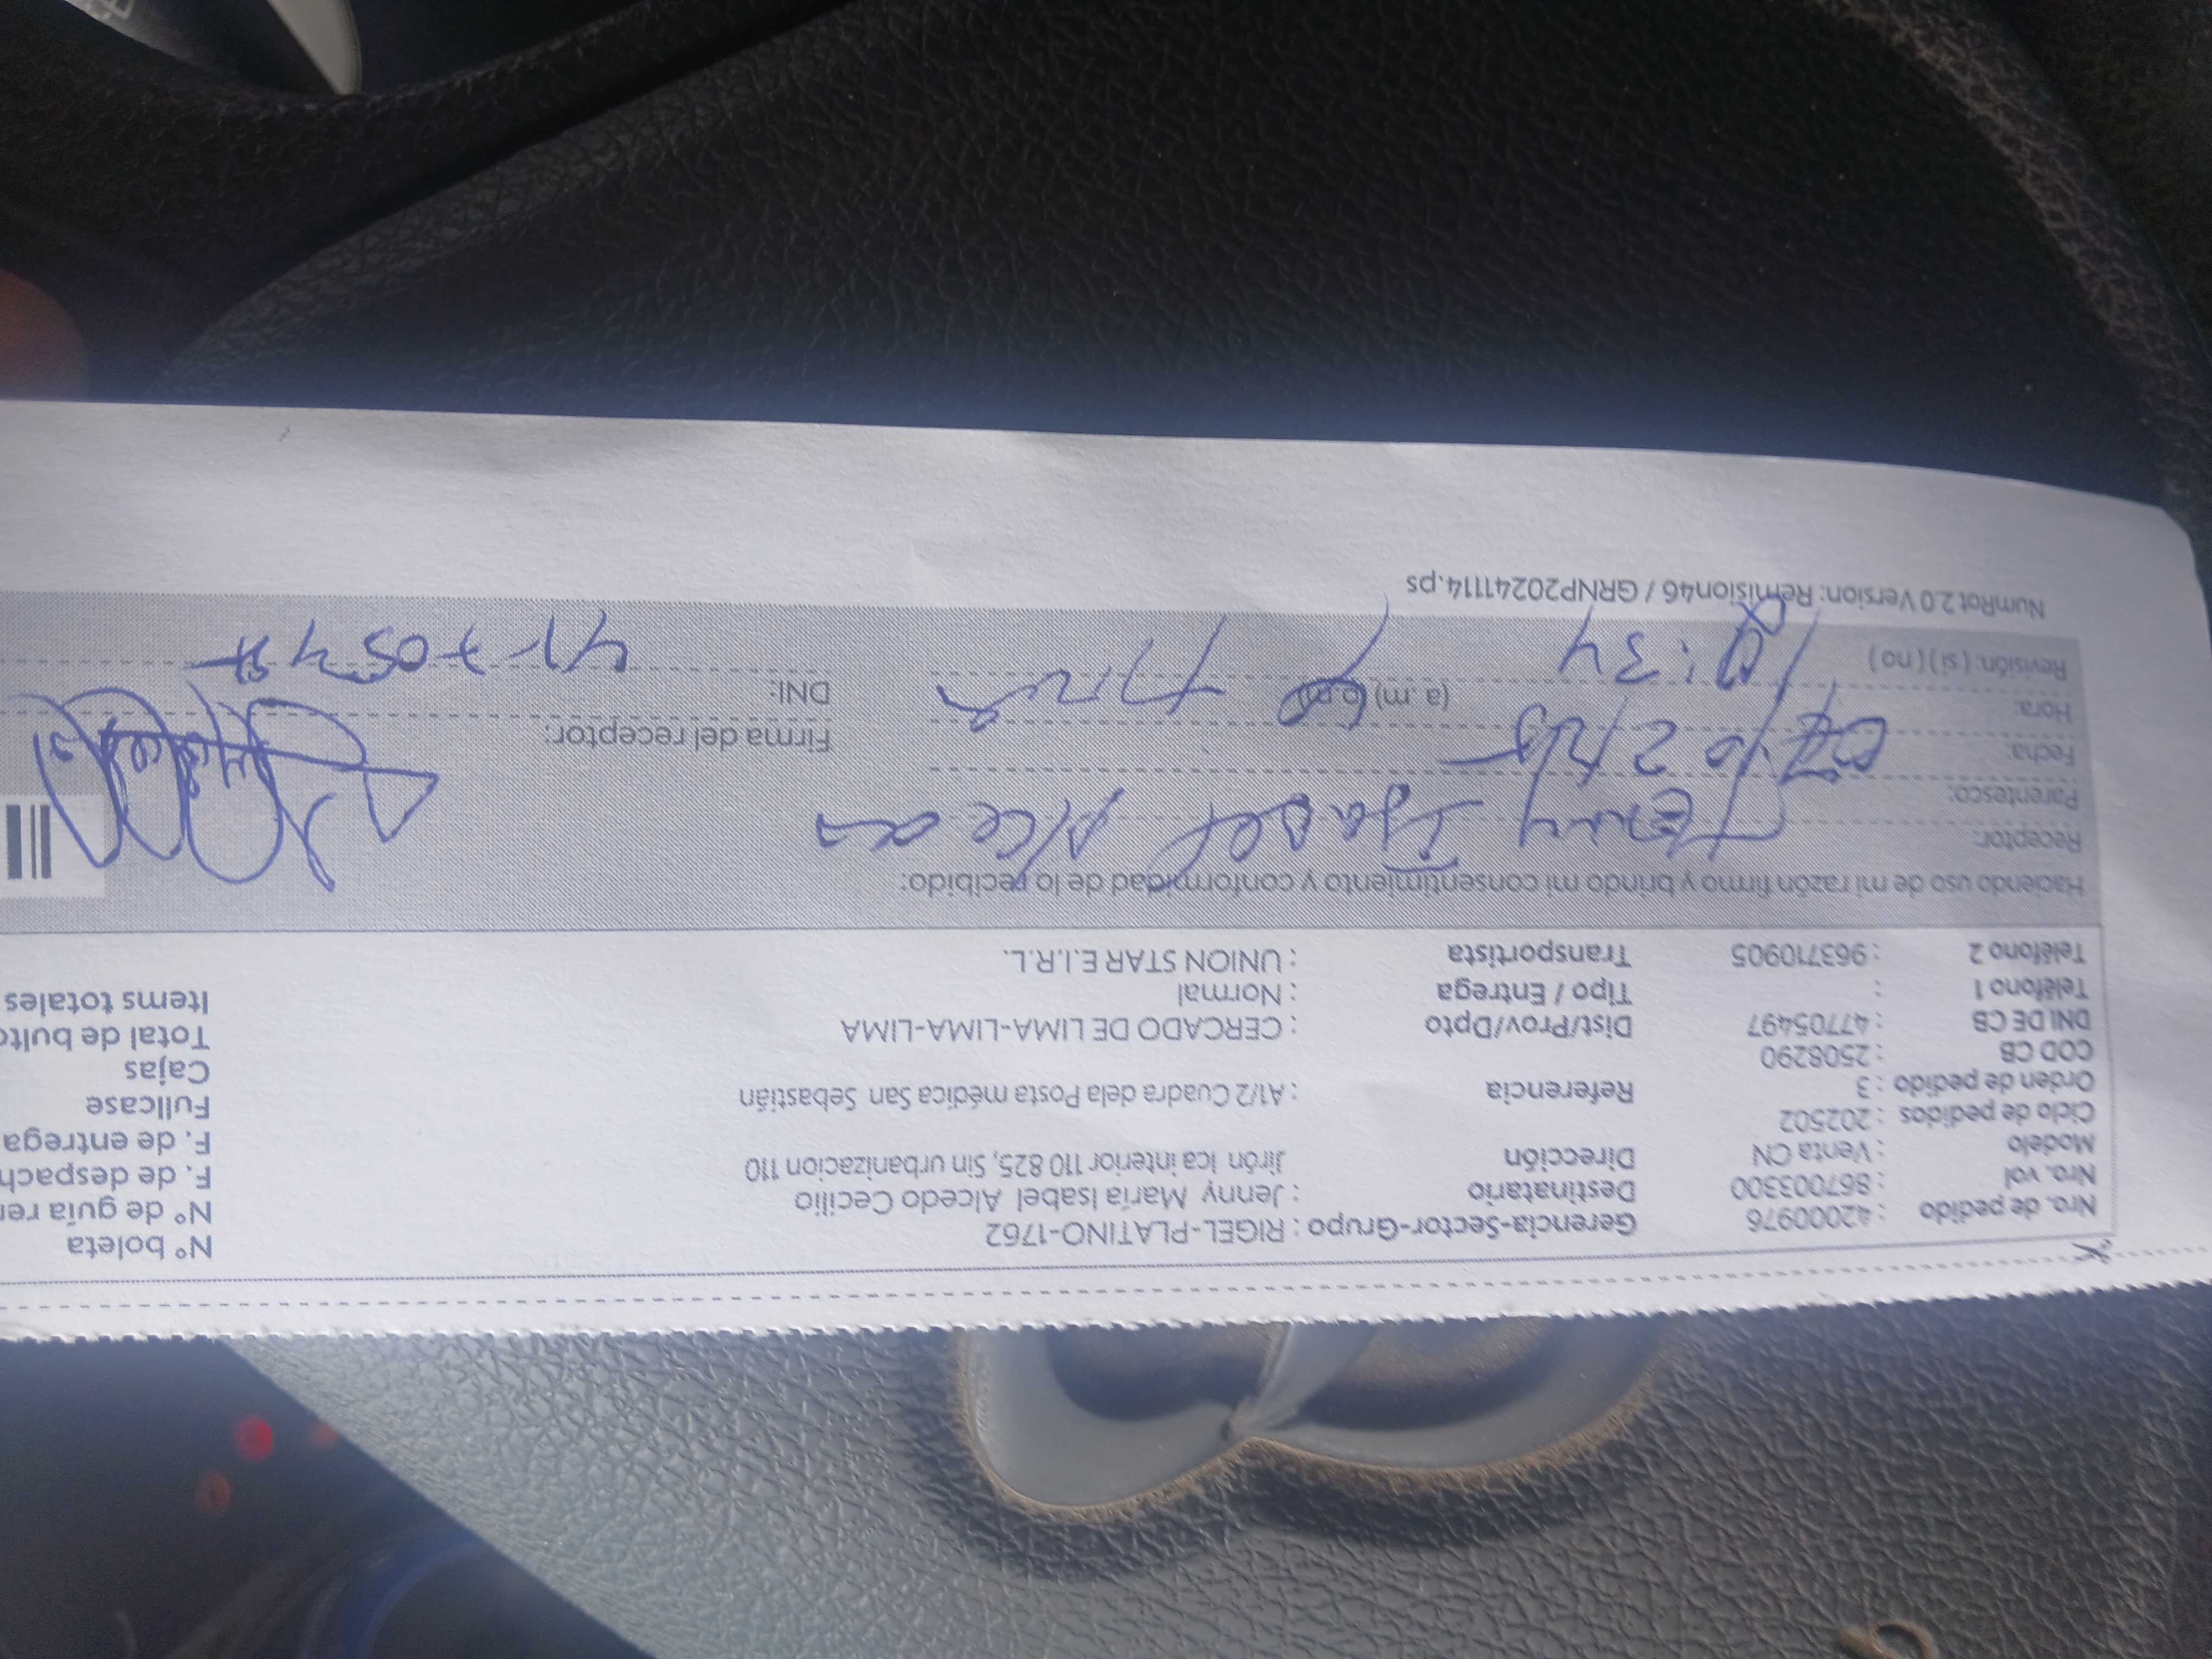 Nro. de pedido : 4200976 Gerencia-Sector-Grupo : RIGEL-PLATINO-1762 N° boleta
Nro. vol : 867003300 Destinatario : Jenny María Isabel Alcedo Cecilio N° de guía
Modelo : Venta CN Dirección Jirón Ica interior 110 825, Sin urbanizacion 110 F. de despach
Ciclo de pedidos : 202502 F. de entrega
Orden de pedido : 3 Referencia : A1/2 Cuadra dela Posta médica San Sebastián Fullcase
COD CB : 2508290 Cajas
DNI DE CB : 47705497 Dist/Prov/Dpto : CERCADO DE LIMA-LIMA-LIMA Total de bulto
Teléfono 1 : Tipo / Entrega : Normal Items totales
Teléfono 2 : 963710905 Transportista : UNION STAR E.I.R.L.
Haciendo uso de mi razón firmo y brindo mi consentimiento y conformidad de lo recibido:
Receptor: Jenny Isabel
Parentesco:
Fecha: 02/25 Firma del receptor:
Hora: :34 (a. m) (p.m) DNI:
Revisión: ( si ) ( no )
NumRot 2.0 Version: Remision46 / GRNP20241114.ps